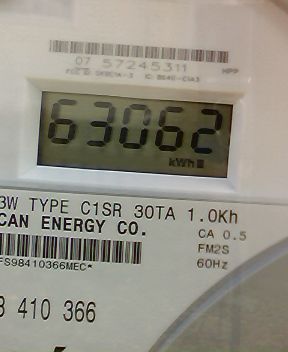 07 57245311
HPP
63062
kWh
3W TYPE C1SR 30TA 1.0Kh
CAN ENERGY CO.
CA 0.5
FM2S
FS98410366MEC*
60Hz
410 366